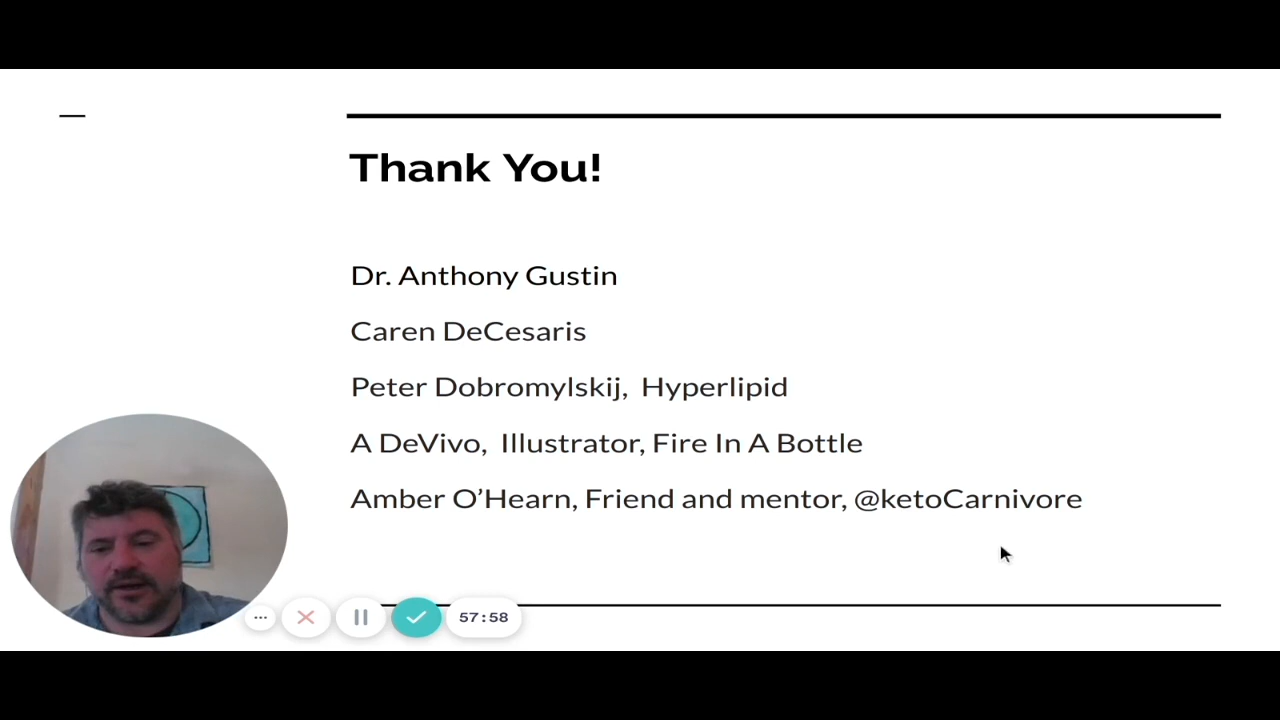 Thank You!
Dr. Anthony Gustin
Caren DeCesaris
Peter Dobromylskij, Hyperlipid
A DeVivo, Illustrator, Fire In A Bottle
Amber O’Hearn, Friend and mentor, @ketoCarnivore
57:58